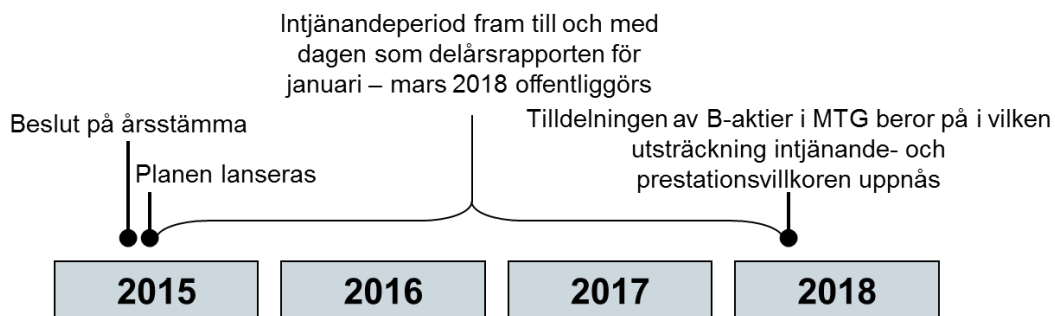 Intjänandeperiod fram till och med
dagen som delårsrapporten för
januari – mars 2018 offentliggörs
Beslut på årsstämma
Planen lanseras
Tilldelningen av B-aktier i MTG beror på i vilken
utsträckning intjänande- och
prestationsvillkoren uppnås
2015
2016
2017
2018